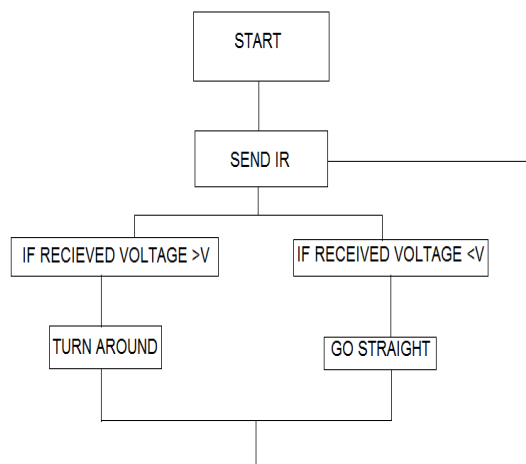 START
SEND IR
IF RECIEVED VOLTAGE >V
IF RECEIVED VOLTAGE <V
TURN AROUND
GO STRAIGHT